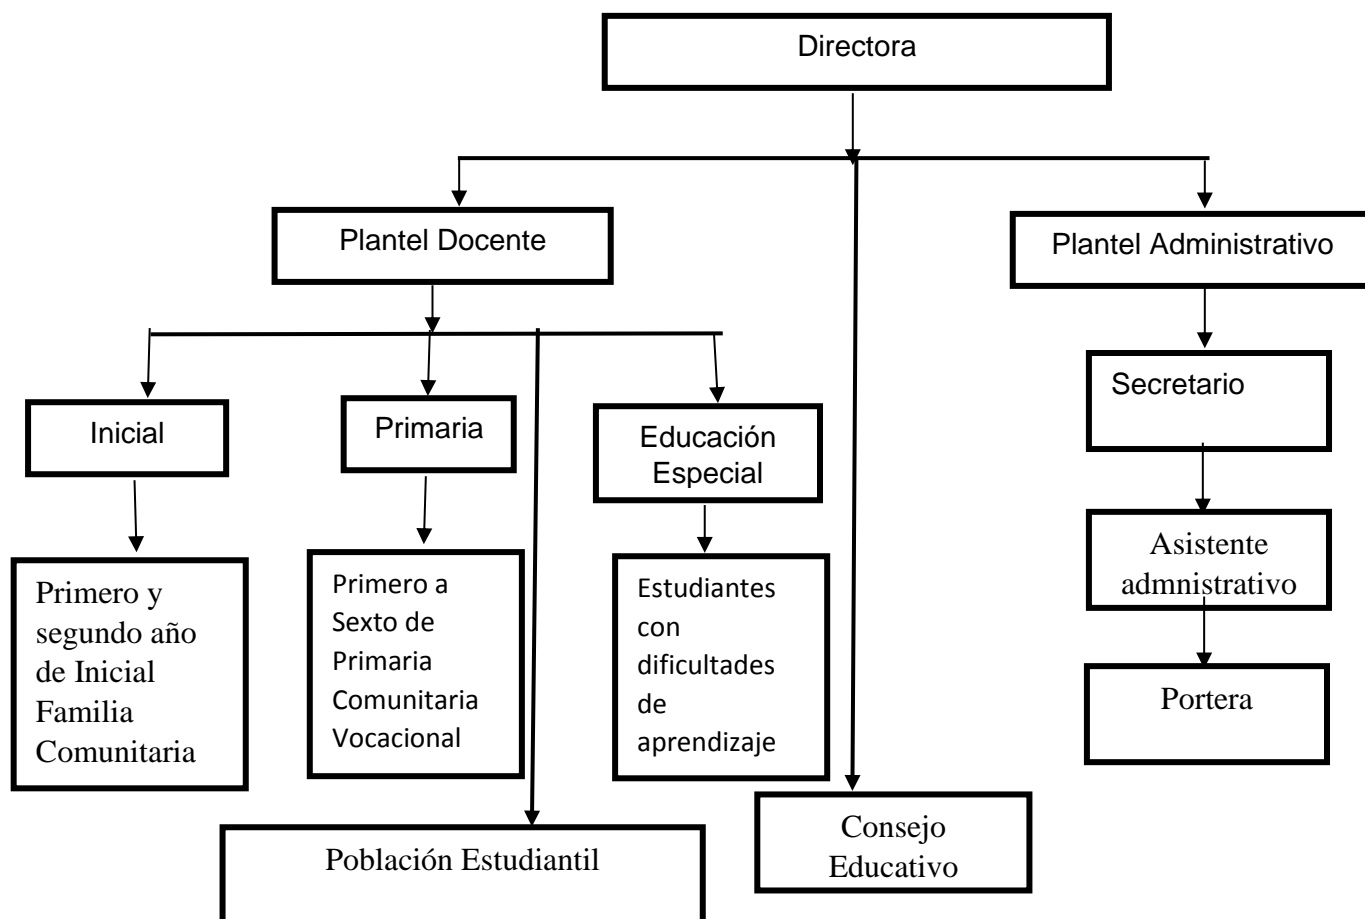 Directora
Plantel Docente
Plantel Administrativo
Secretario
Inicial
Primaria
Educación
Especial
Asistente
admnistrativo
Primero y
segundo año
de Inicial
Familia
Comunitaria
Primero a
Sexto de
Primaria
Comunitaria
Vocacional
Estudiantes
con
dificultades
de
aprendizaje
Portera
Consejo
Educativo
Población Estudiantil